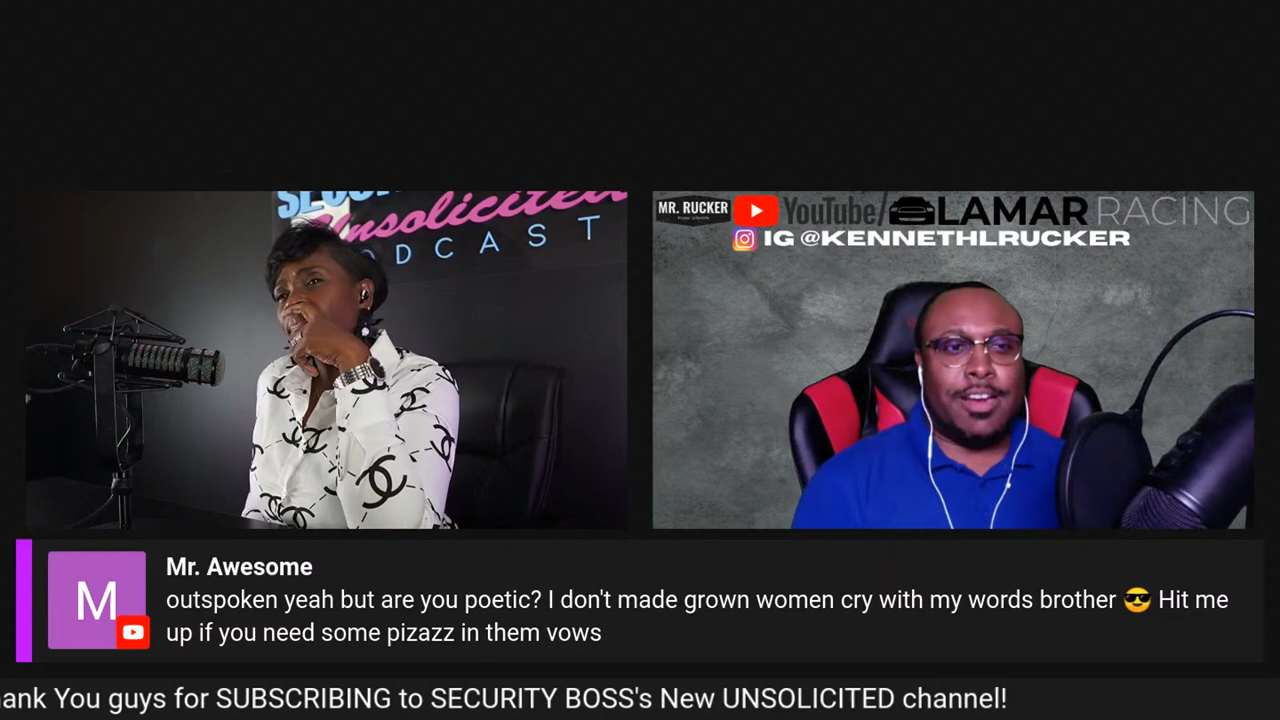 Unsolicited
PODCAST
MR. RUCKER
YouTube/
LAMAR RACING
IG @KENNETHLRUCKER
M
Mr. Awesome
outspoken yeah but are you poetic? I don't made grown women cry with my words brother 😎 Hit me
up if you need some pizazz in them vows
ank You guys for SUBSCRIBING to SECURITY BOSS's New UNSOLICITED channel!